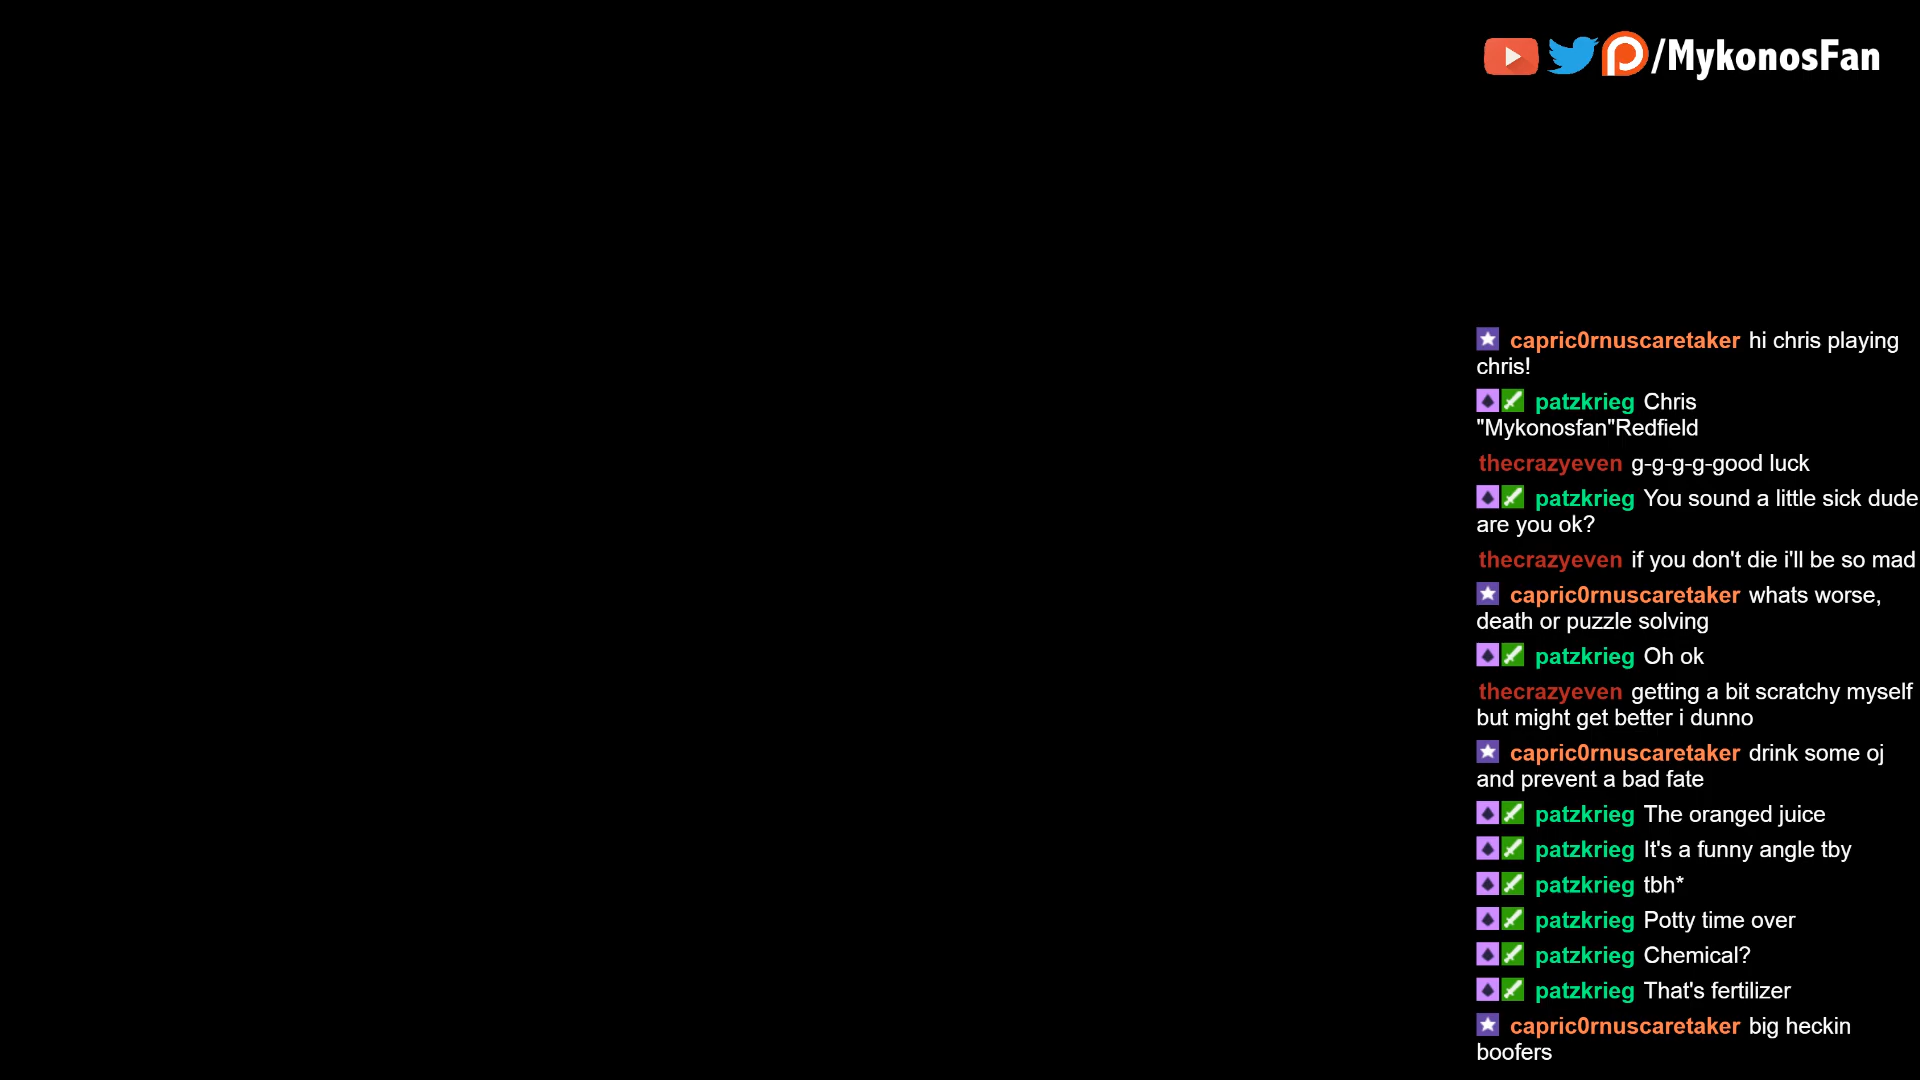 /MykonosFan
capric0rnuscaretaker hi chris playing
chris!
patzkrieg Chris
"Mykonosfan"Redfield
thecrazyeven g-g-g-g-good luck
patzkrieg You sound a little sick dude
are you ok?
thecrazyeven if you don't die i'll be so mad
capric0rnuscaretaker whats worse,
death or puzzle solving
patzkrieg Oh ok
thecrazyeven getting a bit scratchy myself
but might get better i dunno
capric0rnuscaretaker drink some oj
and prevent a bad fate
patzkrieg The oranged juice
patzkrieg It's a funny angle tby
patzkrieg tbh*
patzkrieg Potty time over
patzkrieg Chemical?
patzkrieg That's fertilizer
capric0rnuscaretaker big heckin
boofers